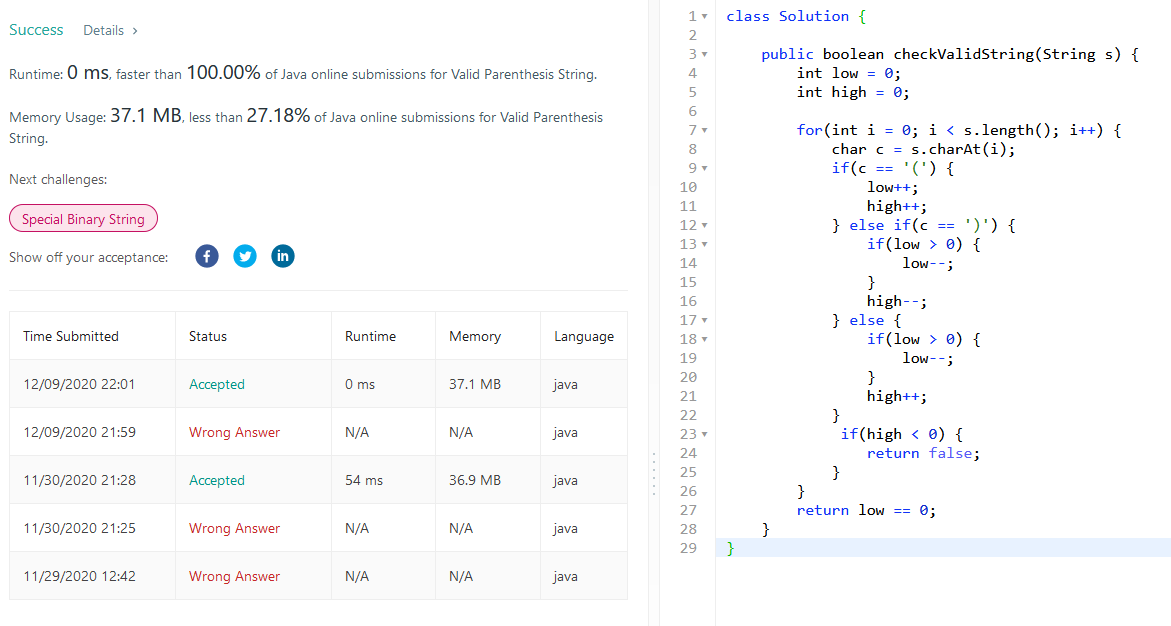 Success Details >
Runtime: 0 ms, faster than 100.00% of Java online submissions for Valid Parenthesis String.
Memory Usage: 37.1 MB, less than 27.18% of Java online submissions for Valid Parenthesis
String.
Next challenges:
Special Binary String
Show off your acceptance:
Time Submitted Status Runtime Memory Language
12/09/2020 22:01 Accepted 0 ms 37.1 MB java
12/09/2020 21:59 Wrong Answer N/A N/A java
11/30/2020 21:28 Accepted 54 ms 36.9 MB java
11/30/2020 21:25 Wrong Answer N/A N/A java
11/29/2020 12:42 Wrong Answer N/A N/A java
1 class Solution {
2
3     public boolean checkValidString(String s) {
4         int low = 0;
5         int high = 0;
6
7         for(int i = 0; i < s.length(); i++) {
8             char c = s.charAt(i);
9             if(c == '(') {
10                 low++;
11                 high++;
12             } else if(c == ')') {
13                 if(low > 0) {
14                     low--;
15                 }
16                 high--;
17             } else {
18                 if(low > 0) {
19                     low--;
20                 }
21                 high++;
22             }
23              if(high < 0) {
24                 return false;
25             }
26         }
27         return low == 0;
28     }
29 }